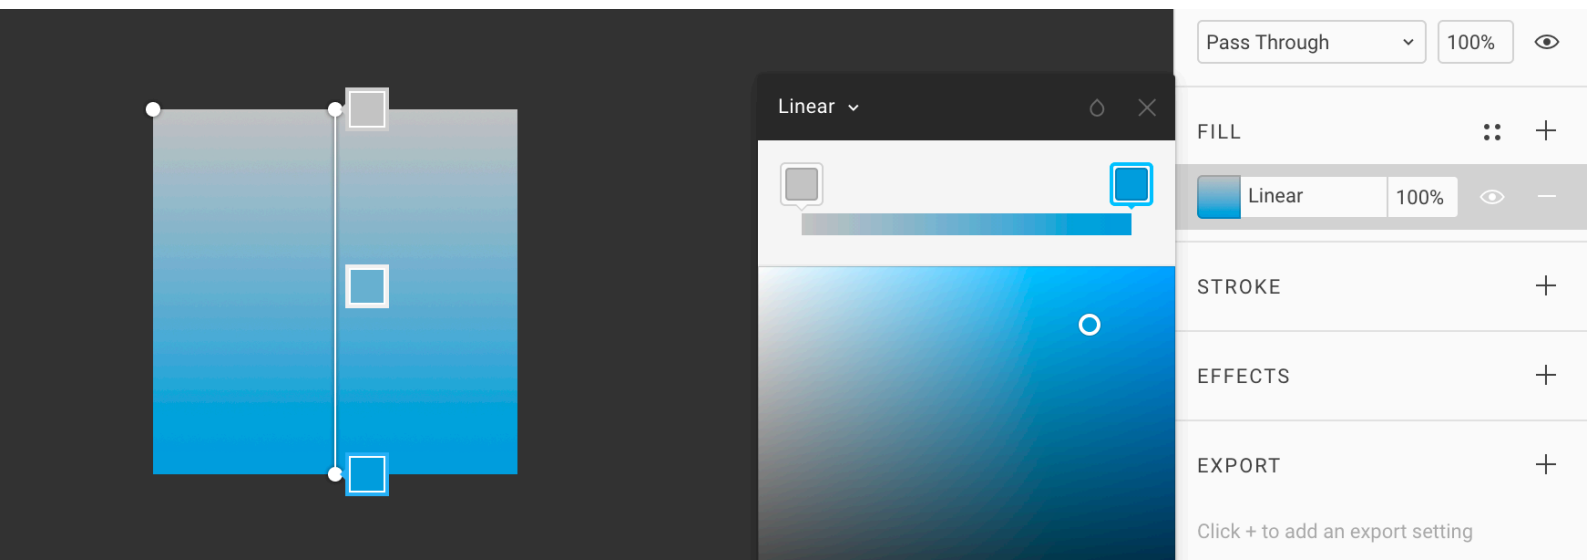 Pass Through
100%
Linear
FILL
Linear
100%
STROKE
EFFECTS
EXPORT
Click + to add an export setting